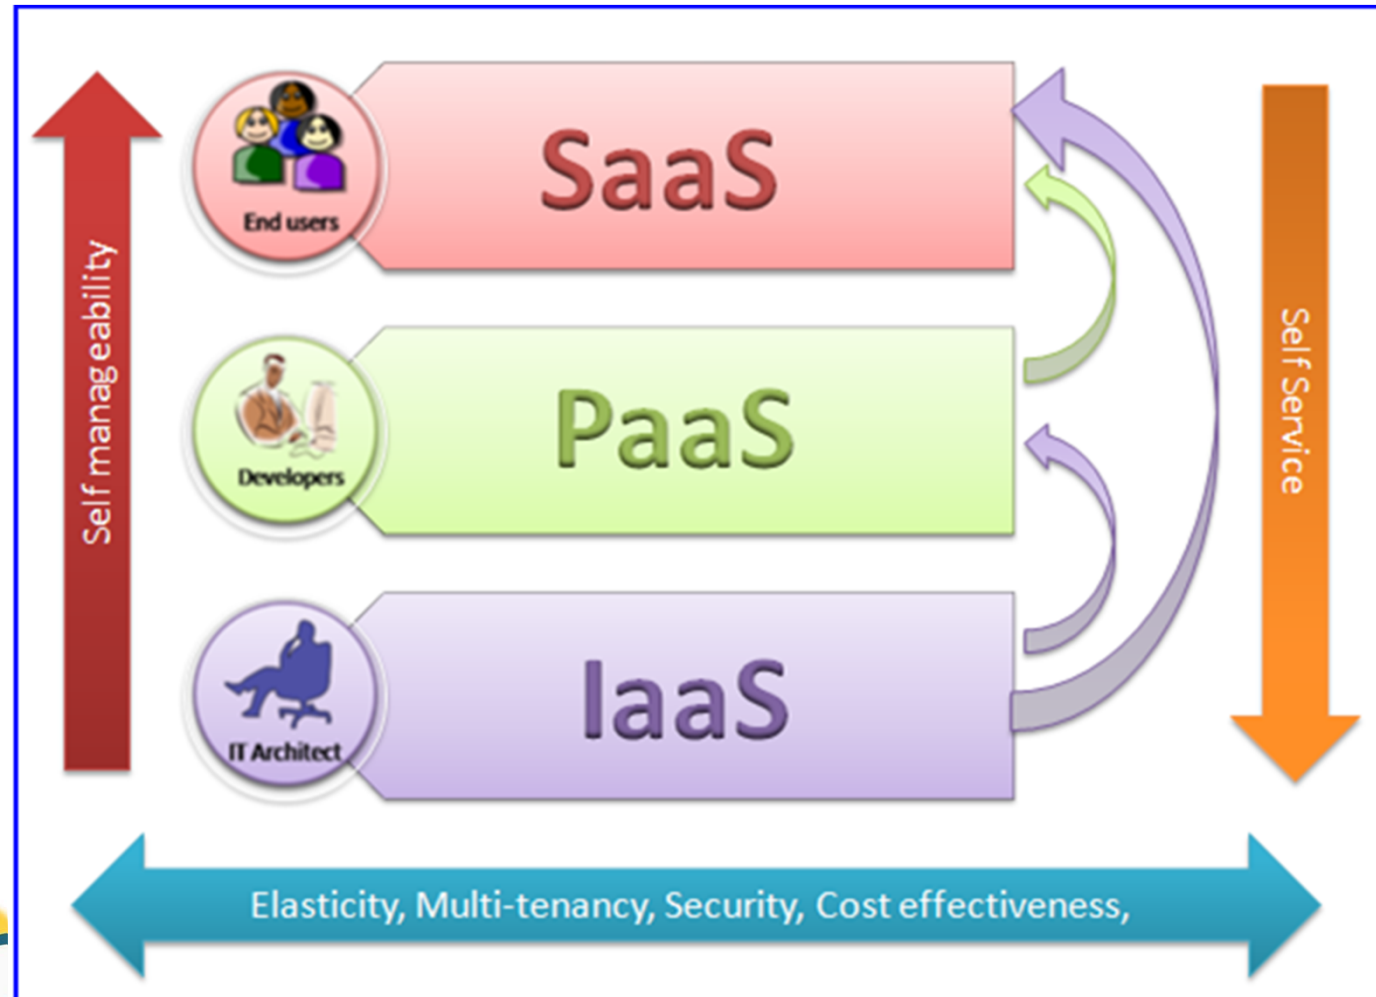 SaaS
End users
Self manageability
Self Service
PaaS
Developers
IaaS
IT Architect
Elasticity, Multi-tenancy, Security, Cost effectiveness,